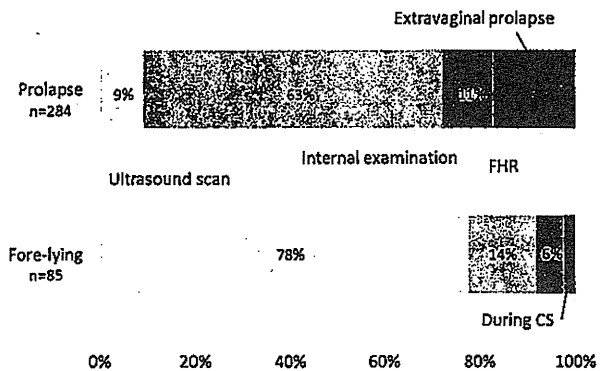 Extravaginal prolapse
Prolapse
n=284
9%
63%
11%
Internal examination
FHR
Ultrasound scan
Fore-lying
n=85
78%
14%
6%
During CS
0% 20% 40% 60% 80% 100%